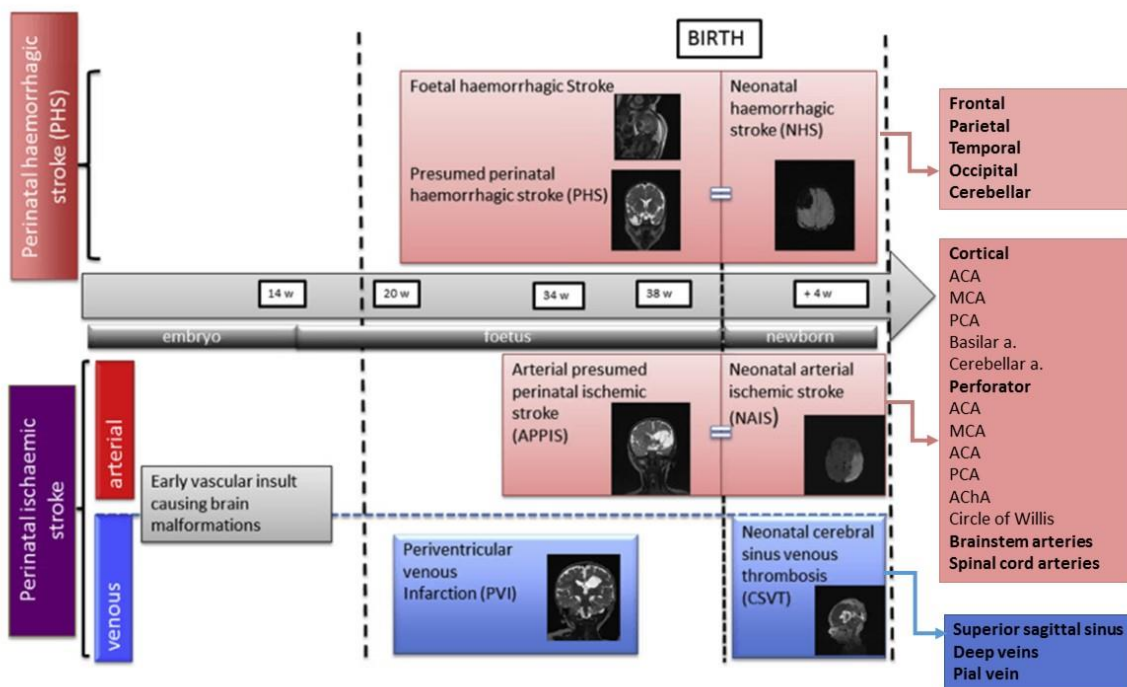 BIRTH
Perinatal haemorrhagic
stroke (PHS)
Foetal haemorrhagic Stroke
Presumed perinatal
haemorrhagic stroke (PHS)
=
Neonatal
haemorrhagic
stroke (NHS)
Frontal
Parietal
Temporal
Occipital
Cerebellar
14 w
20 w
34 w
38 w
+ 4 w
embryo
foetus
newborn
Perinatal ischaemic
stroke
arterial
venous
Early vascular insult
causing brain
malformations
Arterial presumed
perinatal ischemic
stroke
(APPIS)
=
Neonatal arterial
ischemic stroke
(NAIS)
Periventricular
venous
Infarction (PVI)
Neonatal cerebral
sinus venous
thrombosis
(CSVT)
Cortical
ACA
MCA
PCA
Basilar a.
Cerebellar a.
Perforator
ACA
MCA
ACA
PCA
AChA
Circle of Willis
Brainstem arteries
Spinal cord arteries
Superior sagittal sinus
Deep veins
Pial vein